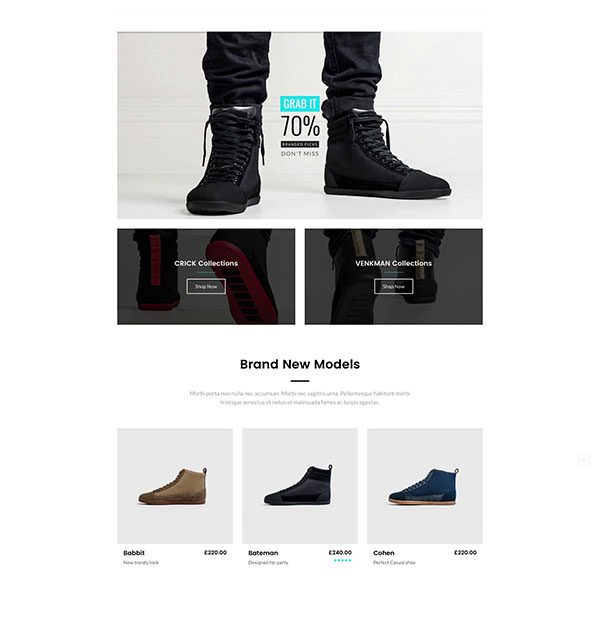 GRAB IT
70%
BRANDED PICKS
DON'T MISS
CRICK Collections
Shop Now
VENKMAN Collections
Shop Now
Brand New Models
Morbi porta non nulla nec accumsan. Morbi nec sagittis urna. Pellentesque habitant morbi
tristique senectus et netus et malesuada fames ac turpis egestas.
Babbit £220.00
New trendy look
Bateman £240.00
Designed for party
Cohen £220.00
Perfect Casual shoe